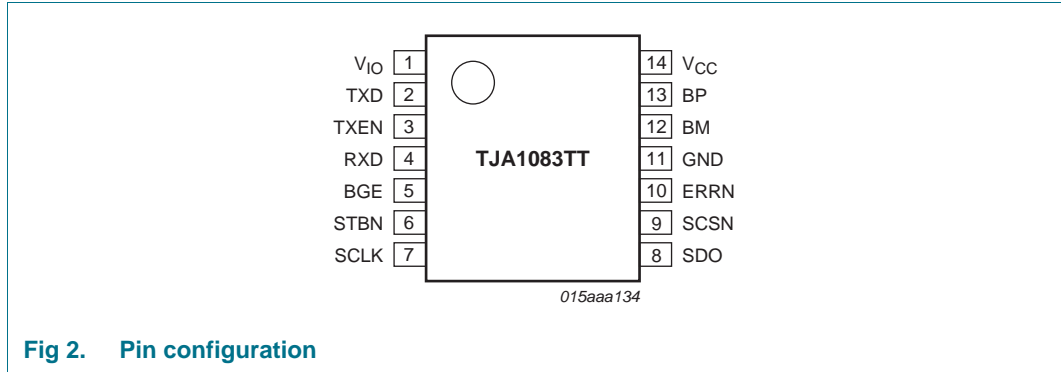 V_IO 1 14 V_CC
TXD 2 13 BP
TXEN 3 12 BM
RXD 4 TJA1083TT 11 GND
BGE 5 10 ERRN
STBN 6 9 SCSN
SCLK 7 8 SDO
015aaa134
Fig 2. Pin configuration